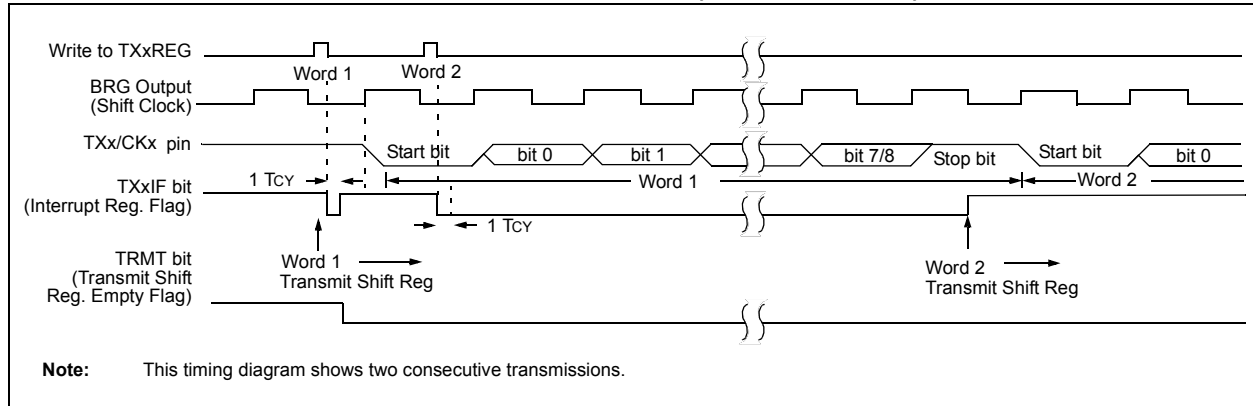 Write to TXxREG
Word 1
Word 2
BRG Output
(Shift Clock)
TXx/CKx pin
Start bit
bit 0
bit 1
bit 7/8
Stop bit
Start bit
bit 0
1 TCY
Word 1
Word 2
TXxIF bit
(Interrupt Reg. Flag)
1 TCY
TRMT bit
(Transmit Shift
Reg. Empty Flag)
Word 1
Transmit Shift Reg
Word 2
Transmit Shift Reg
Note: This timing diagram shows two consecutive transmissions.